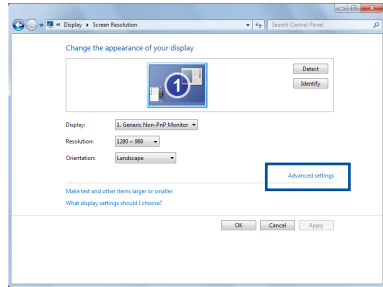 « Display ▸ Screen Resolution
Search Control Panel
Change the appearance of your display
1
Detect
Identify
Display: 1. Generic Non-PnP Monitor
Resolution: 1280 × 960
Orientation: Landscape
Advanced settings
Make text and other items larger or smaller
What display settings should I choose?
OK Cancel Apply